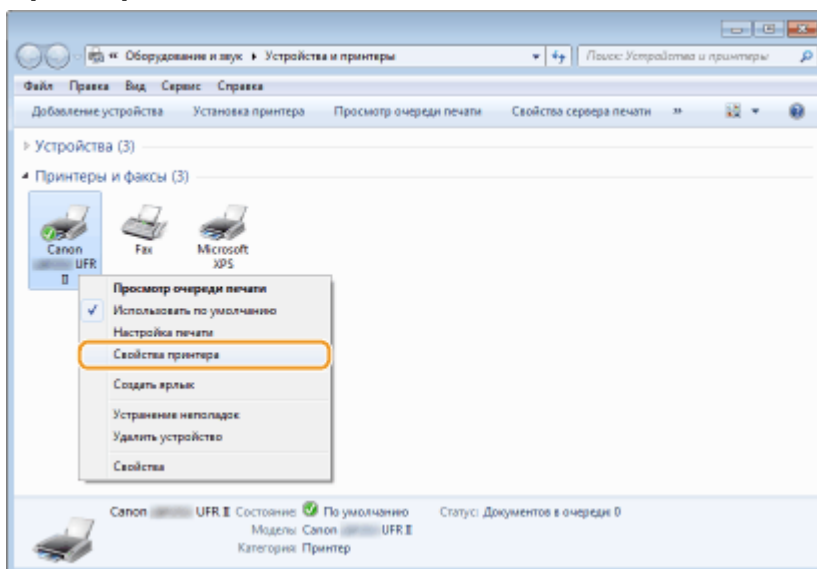 « Оборудование и звук ▸ Устройства и принтеры
Поиск: Устройства и принтеры
Файл Правка Вид Сервис Справка
Добавление устройства Установка принтера Просмотр очереди печати Свойства сервера печати »
Устройства (3)
Принтеры и факсы (3)
Canon UFR II
Fax
Microsoft XPS
Просмотр очереди печати
Использовать по умолчанию
Настройка печати
Свойства принтера
Создать ярлык
Устранение неполадок
Удалить устройство
Свойства
Canon UFR II Состояние: По умолчанию Статус: Документов в очереди: 0
Модель: Canon UFR II
Категория: Принтер